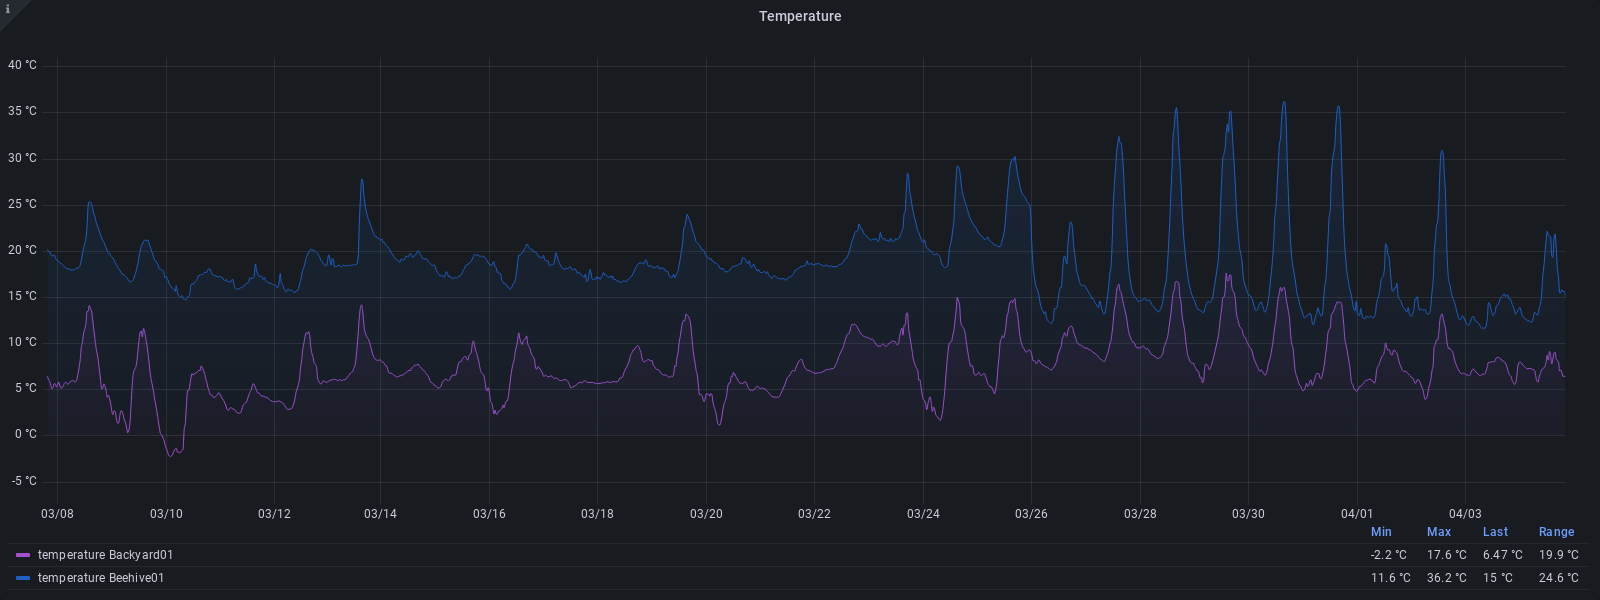 i
Temperature
40 °C
35 °C
30 °C
25 °C
20 °C
15 °C
10 °C
5 °C
0 °C
-5 °C
03/08 03/10 03/12 03/14 03/16 03/18 03/20 03/22 03/24 03/26 03/28 03/30 04/01 04/03
Min Max Last Range
temperature Backyard01 -2.2 °C 17.6 °C 6.47 °C 19.9 °C
temperature Beehive01 11.6 °C 36.2 °C 15 °C 24.6 °C